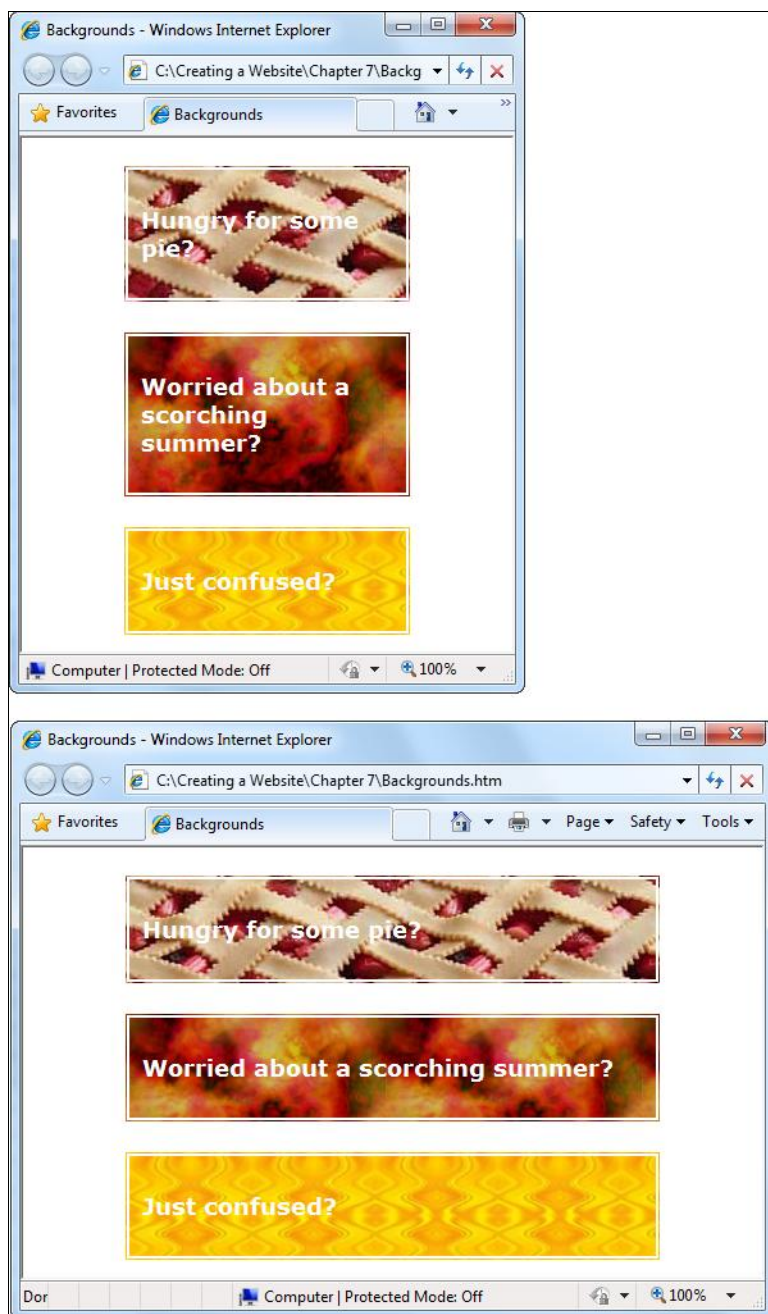 Backgrounds - Windows Internet Explorer
C:\Creating a Website\Chapter 7\Backg
Favorites
Backgrounds
»
Hungry for some
pie?
Worried about a
scorching
summer?
Just confused?
Computer | Protected Mode: Off
100%
Backgrounds - Windows Internet Explorer
C:\Creating a Website\Chapter 7\Backgrounds.htm
Favorites
Backgrounds
Page
Safety
Tools
Hungry for some pie?
Worried about a scorching summer?
Just confused?
Dor
Computer | Protected Mode: Off
100%